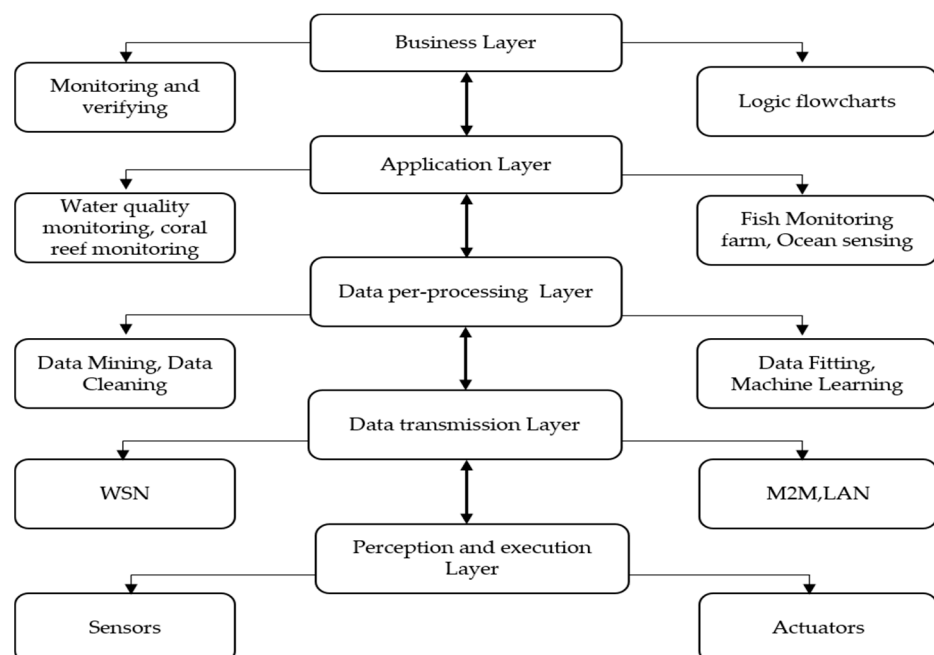 Business Layer
Monitoring and
verifying
Logic flowcharts
Application Layer
Water quality
monitoring, coral
reef monitoring
Fish Monitoring
farm, Ocean sensing
Data per-processing Layer
Data Mining, Data
Cleaning
Data Fitting,
Machine Learning
Data transmission Layer
WSN
M2M,LAN
Perception and execution
Layer
Sensors
Actuators